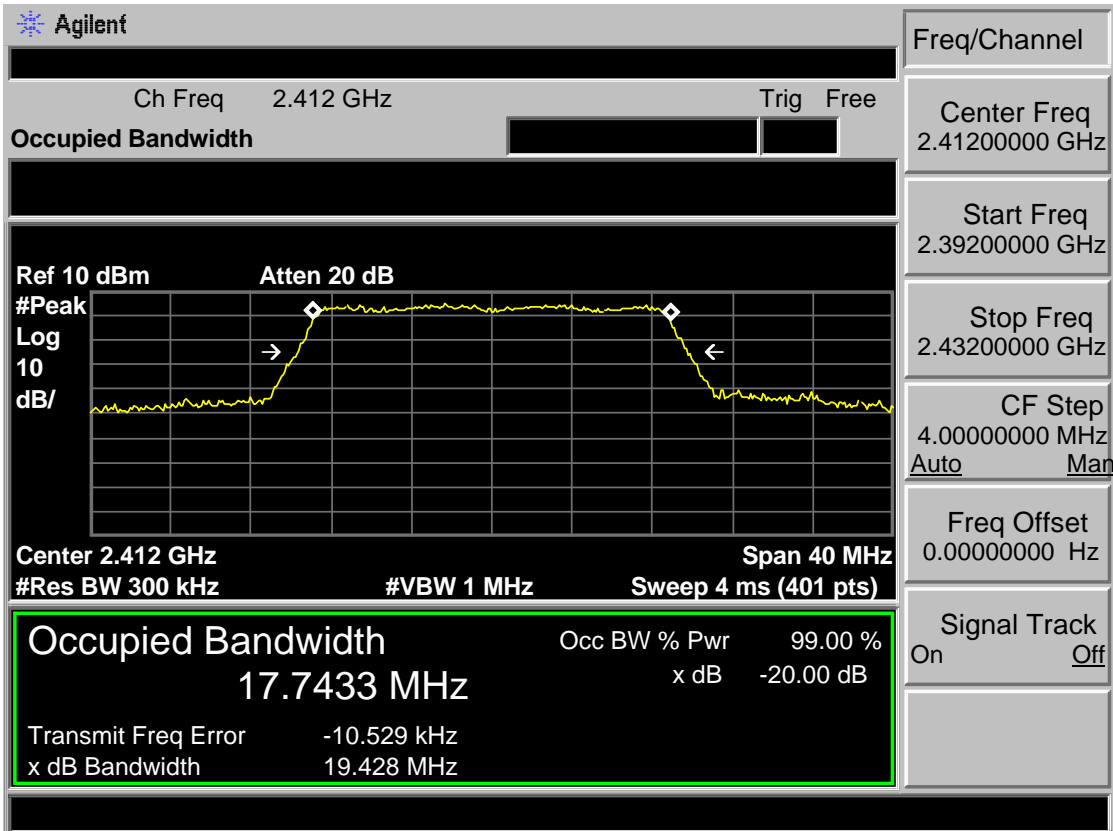 Agilent
Freq/Channel
Ch Freq 2.412 GHz Trig Free
Occupied Bandwidth
Center Freq
2.41200000 GHz
Start Freq
2.39200000 GHz
Stop Freq
2.43200000 GHz
CF Step
4.00000000 MHz
Auto Man
Freq Offset
0.00000000 Hz
Signal Track
On Off
Ref 10 dBm Atten 20 dB
#Peak
Log
10
dB/
Center 2.412 GHz Span 40 MHz
#Res BW 300 kHz #VBW 1 MHz Sweep 4 ms (401 pts)
Occupied Bandwidth
17.7433 MHz
Occ BW % Pwr 99.00 %
x dB -20.00 dB
Transmit Freq Error -10.529 kHz
x dB Bandwidth 19.428 MHz